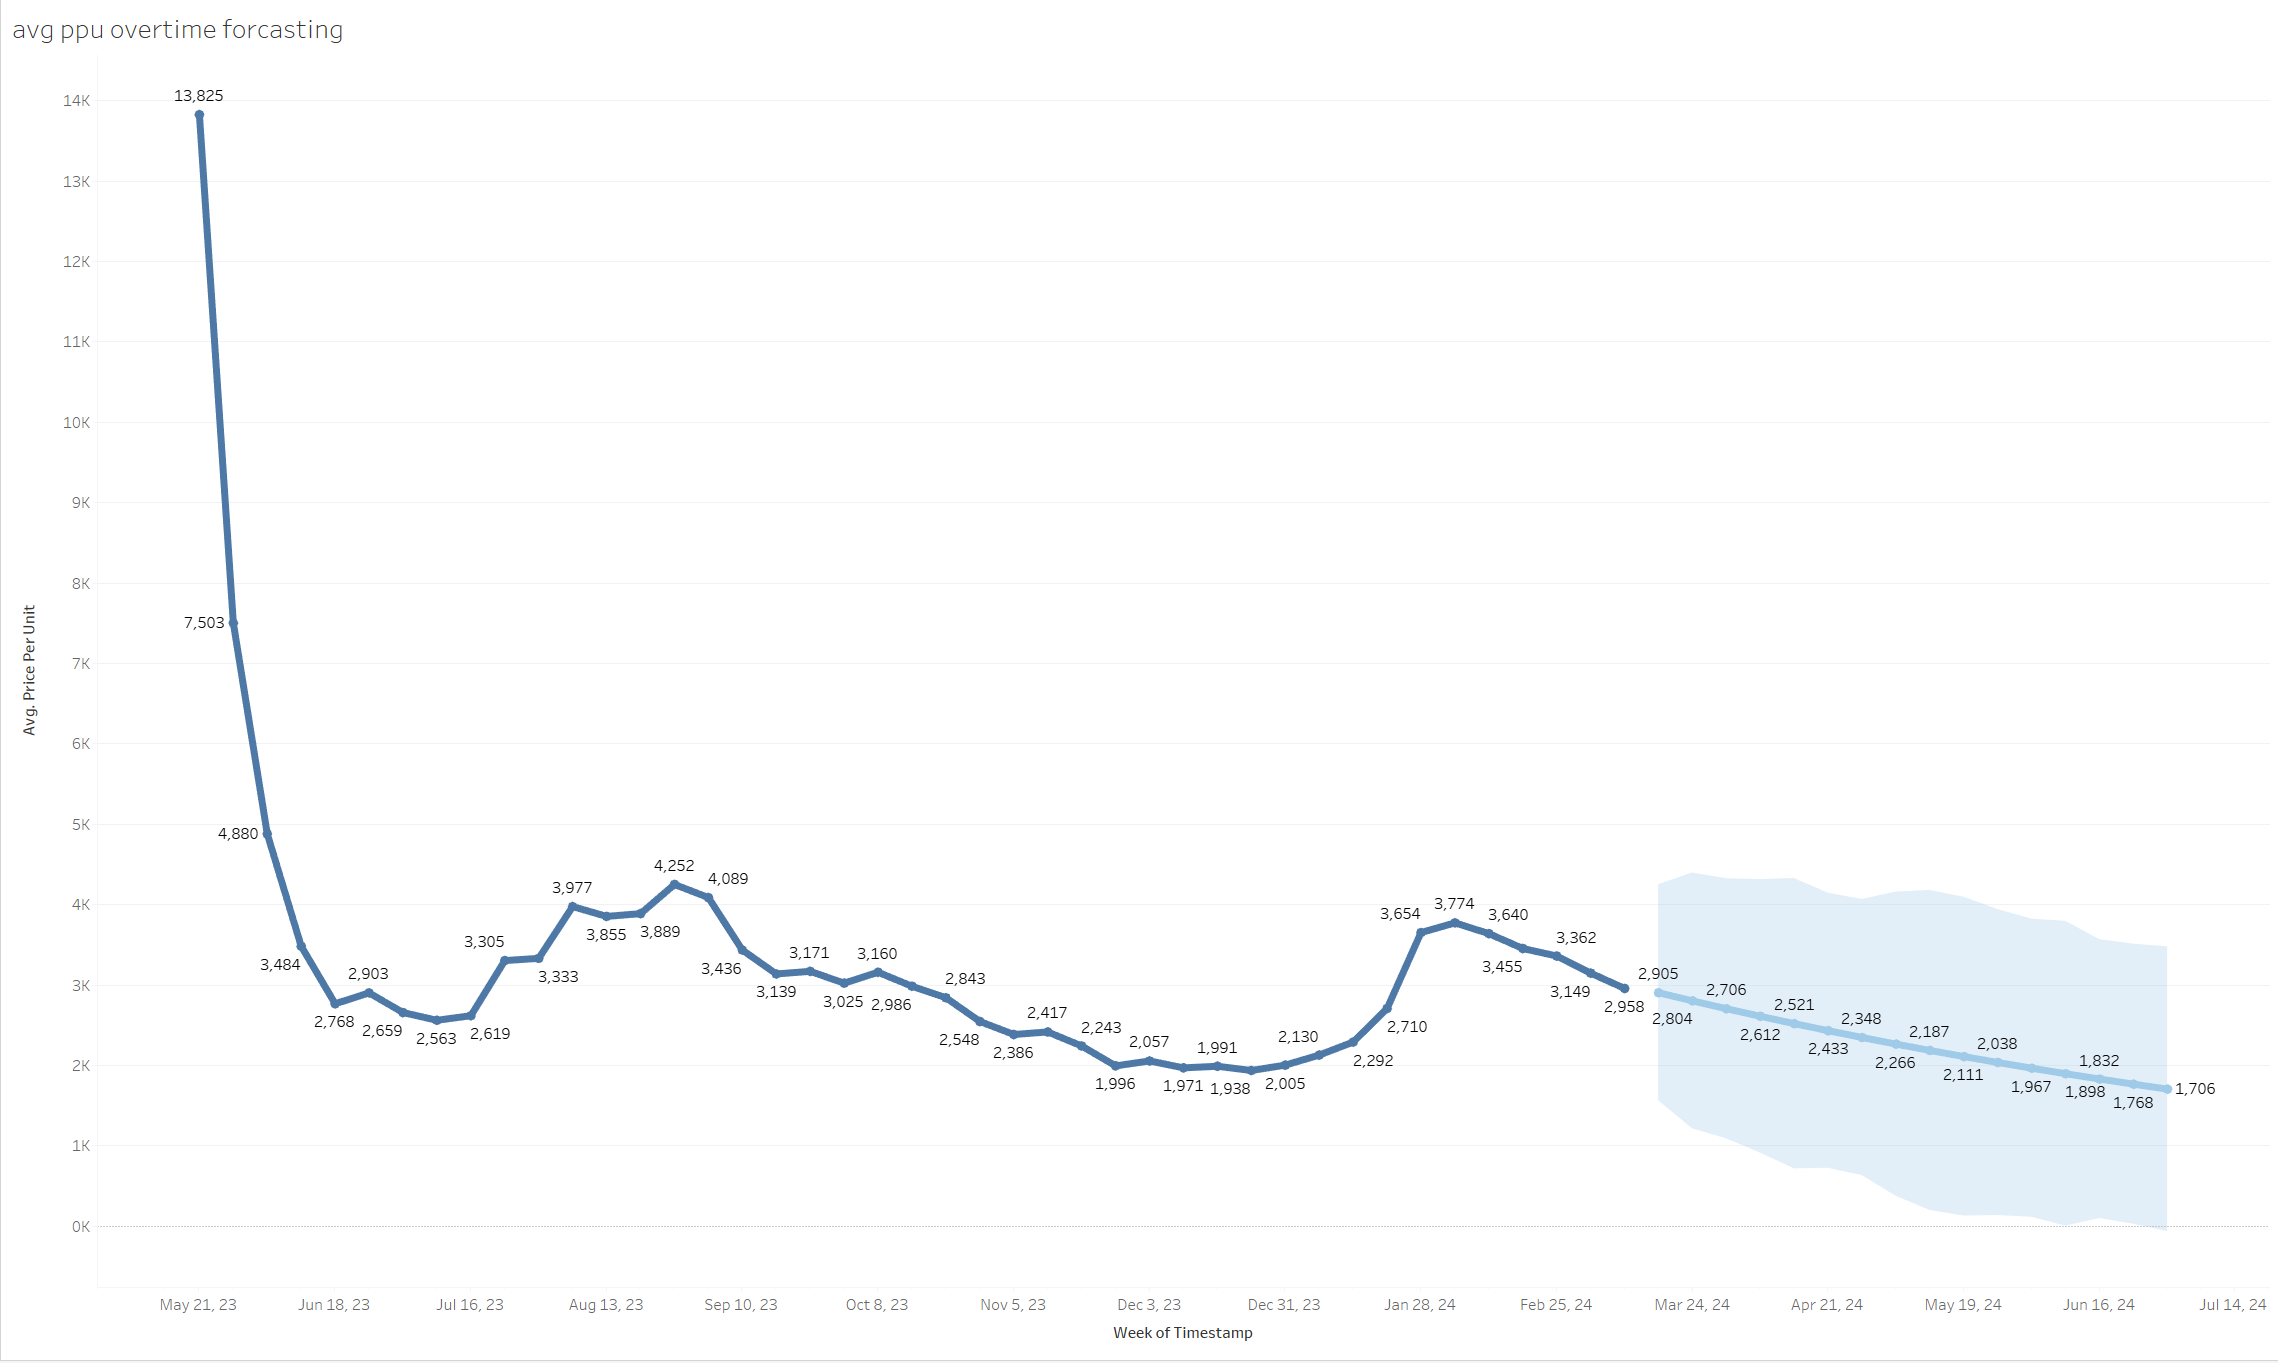 avg ppu overtime forcasting
Avg. Price Per Unit
14K
13K
12K
11K
10K
9K
8K
7K
6K
5K
4K
3K
2K
1K
0K
13,825
7,503
4,880
3,484
2,768
2,903
2,659
2,563
2,619
3,305
3,333
3,977
3,855
3,889
4,252
4,089
3,436
3,139
3,171
3,025
3,160
2,986
2,843
2,548
2,386
2,417
2,243
1,996
2,057
1,971
1,991
1,938
2,005
2,130
2,292
2,710
3,654
3,774
3,640
3,455
3,362
3,149
2,958
2,905
2,804
2,706
2,612
2,521
2,433
2,348
2,266
2,187
2,111
2,038
1,967
1,898
1,832
1,768
1,706
May 21, 23
Jun 18, 23
Jul 16, 23
Aug 13, 23
Sep 10, 23
Oct 8, 23
Nov 5, 23
Dec 3, 23
Dec 31, 23
Jan 28, 24
Feb 25, 24
Mar 24, 24
Apr 21, 24
May 19, 24
Jun 16, 24
Jul 14, 24
Week of Timestamp